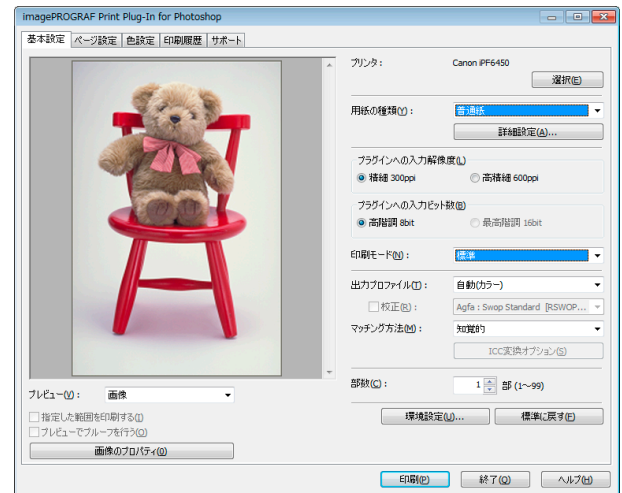 imagePROGRAF Print Plug-In for Photoshop
基本設定 ページ設定 色設定 印刷履歴 サポート
プリンタ： Canon iPF6450
選択(E)
用紙の種類(Y)： 普通紙
詳細設定(A)...
プラグインへの入力解像度(L)
精細 300ppi 高精細 600ppi
プラグインへの入力ビット数(B)
高階調 8bit 最高階調 16bit
印刷モード(N)： 標準
出力プロファイル(T)： 自動(カラー)
校正(R)： Agfa : Swop Standard [RSWOP...
マッチング方法(M)： 知覚的
ICC変換オプション(S)
部数(C)： 1 部 (1～99)
プレビュー(V)： 画像
指定した範囲を印刷する(I)
プレビューでプルーフを行う(O)
画像のプロパティ(0)
環境設定(U)... 標準に戻す(F)
印刷(P) 終了(Q) ヘルプ(H)